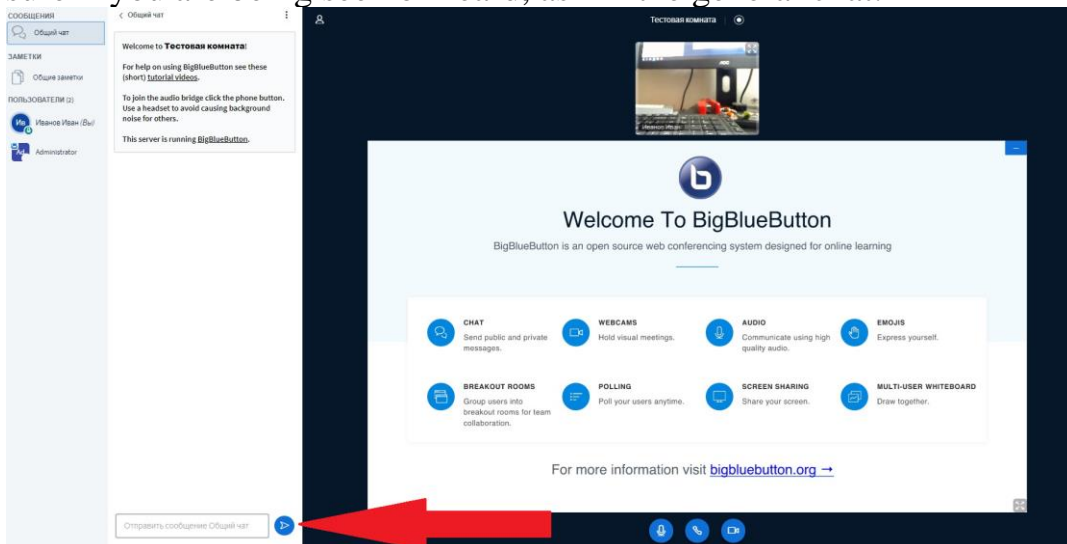 СООБЩЕНИЯ
Общий чат
ЗАМЕТКИ
Общие заметки
ПОЛЬЗОВАТЕЛИ (2)
Ив
Иванов Иван (Вы)
Ad
Administrator
Общий чат
Welcome to Тестовая комната!
For help on using BigBlueButton see these
(short) tutorial videos.
To join the audio bridge click the phone button.
Use a headset to avoid causing background
noise for others.
This server is running BigBlueButton.
Отправить сообщение Общий чат
Тестовая комната
Иванов Иван
Welcome To BigBlueButton
BigBlueButton is an open source web conferencing system designed for online learning
CHAT
Send public and private
messages.
WEBCAMS
Hold visual meetings.
AUDIO
Communicate using high
quality audio.
EMOJIS
Express yourself.
BREAKOUT ROOMS
Group users into
breakout rooms for team
collaboration.
POLLING
Poll your users anytime.
SCREEN SHARING
Share your screen.
MULTI-USER WHITEBOARD
Draw together.
For more information visit bigbluebutton.org →